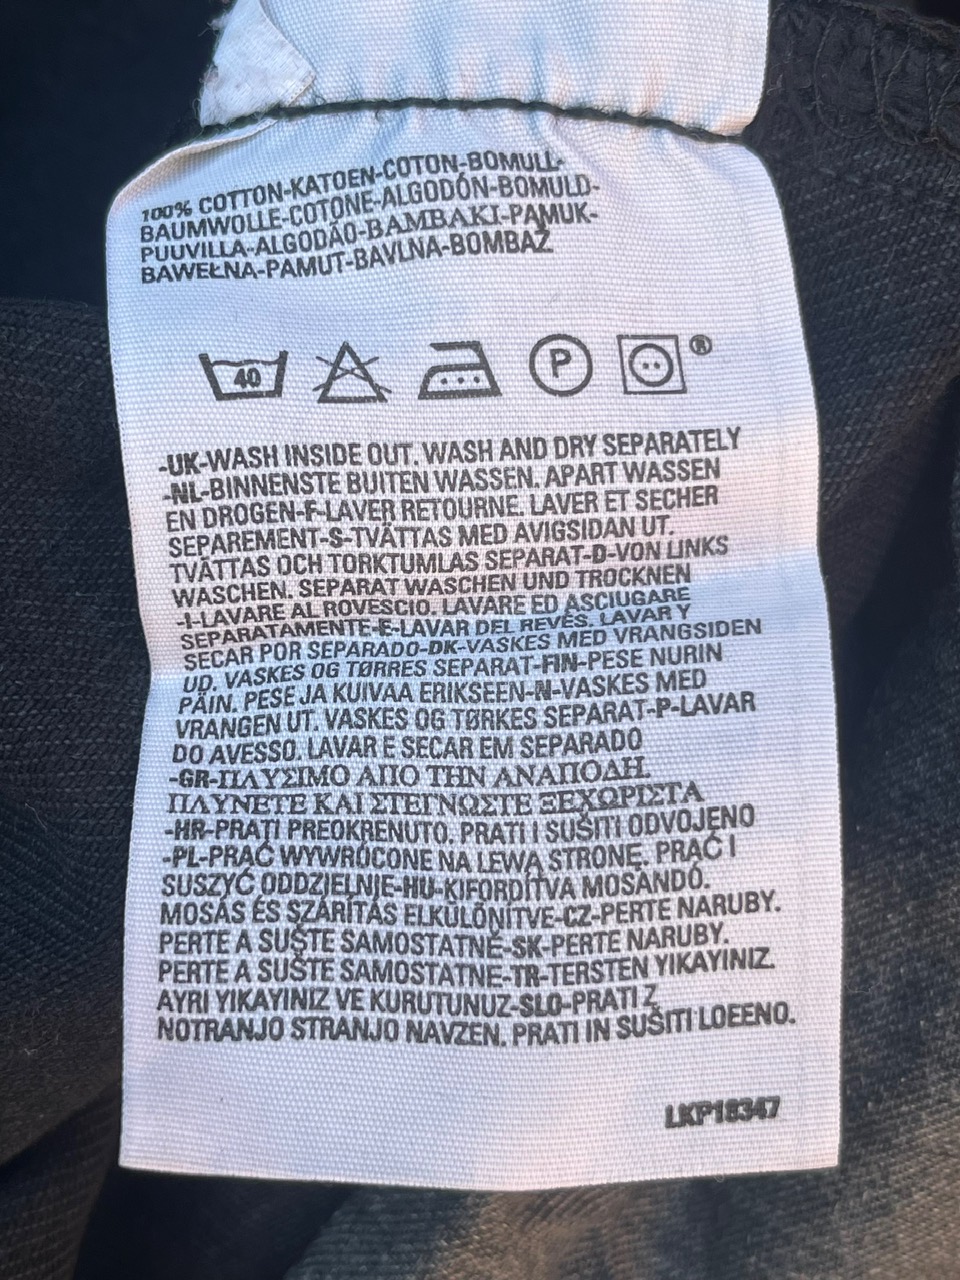 100% COTTON-KATOEN-COTON-BOMULL-
BAUMWOLLE-COTONE-ALGODÓN-BOMULD-
PUUVILLA-ALGODÃO-BAMBAKI-PAMUK-
BAWEŁNA-PAMUT-BAVLNA-BOMBAŽ
40 P ®
-UK-WASH INSIDE OUT. WASH AND DRY SEPARATELY
-NL-BINNENSTE BUITEN WASSEN. APART WASSEN
EN DROGEN-F-LAVER RETOURNE. LAVER ET SECHER
SEPAREMENT-S-TVÄTTAS MED AVIGSIDAN UT.
TVÄTTAS OCH TORKTUMLAS SEPARAT-D-VON LINKS
WASCHEN. SEPARAT WASCHEN UND TROCKNEN
-I-LAVARE AL ROVESCIO. LAVARE ED ASCIUGARE
SEPARATAMENTE-E-LAVAR DEL REVÉS. LAVAR Y
SECAR POR SEPARADO-DK-VASKES MED VRANGSIDEN
UD. VASKES OG TØRRES SEPARAT-FIN-PESE NURIN
PÄIN. PESE JA KUIVAA ERIKSEEN-N-VASKES MED
VRANGEN UT. VASKES OG TØRKES SEPARAT-P-LAVAR
DO AVESSO. LAVAR E SECAR EM SEPARADO
-GR-ΠΛΥΣΙΜΟ ΑΠΟ ΤΗΝ ΑΝΑΠΟΔΗ.
ΠΛΥΝΕΤΕ ΚΑΙ ΣΤΕΓΝΩΣΤΕ ΞΕΧΩΡΙΣΤΑ
-HR-PRATI PREOKRENUTO. PRATI I SUŠITI ODVOJENO
-PL-PRAĆ WYWRÓCONE NA LEWĄ STRONĘ. PRAĆ I
SUSZYĆ ODDZIELNIE-HU-KIFORDÍTVA MOSANDÓ.
MOSÁS ÉS SZÁRÍTÁS ELKÜLÖNÍTVE-CZ-PERTE NARUBY.
PERTE A SUŠTE SAMOSTATNĚ-SK-PERTE NARUBY.
PERTE A SUŠTE SAMOSTATNE-TR-TERSTEN YIKAYINIZ.
AYRI YIKAYINIZ VE KURUTUNUZ-SLO-PRATI Z
NOTRANJO STRANJO NAVZEN. PRATI IN SUŠITI LOEENO.
LKP18347